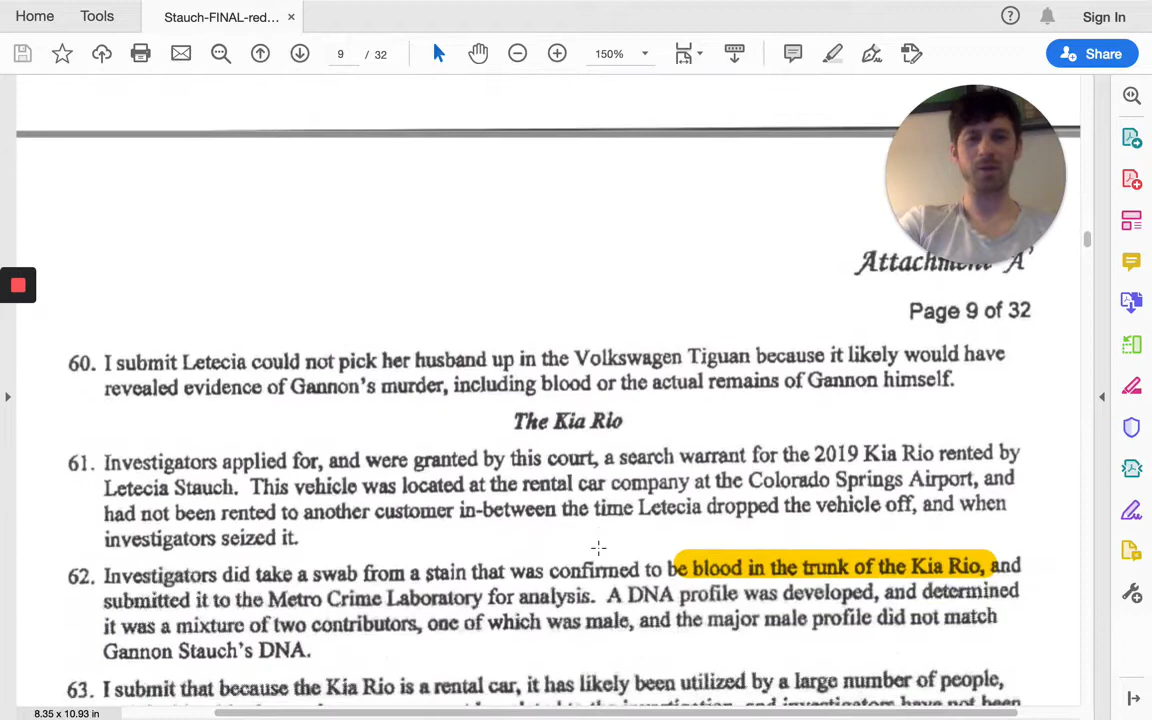 Home Tools Stauch-FINAL-red... × Sign In
9 / 32 150% Share
Attachment 'A'
Page 9 of 32
60. I submit Letecia could not pick her husband up in the Volkswagen Tiguan because it likely would have
revealed evidence of Gannon's murder, including blood or the actual remains of Gannon himself.
The Kia Rio
61. Investigators applied for, and were granted by this court, a search warrant for the 2019 Kia Rio rented by
Letecia Stauch. This vehicle was located at the rental car company at the Colorado Springs Airport, and
had not been rented to another customer in-between the time Letecia dropped the vehicle off, and when
investigators seized it.
62. Investigators did take a swab from a stain that was confirmed to be blood in the trunk of the Kia Rio, and
submitted it to the Metro Crime Laboratory for analysis. A DNA profile was developed, and determined
it was a mixture of two contributors, one of which was male, and the major male profile did not match
Gannon Stauch's DNA.
63. I submit that because the Kia Rio is a rental car, it has likely been utilized by a large number of people,
investigation, and investigators have not been
8.35 x 10.93 in